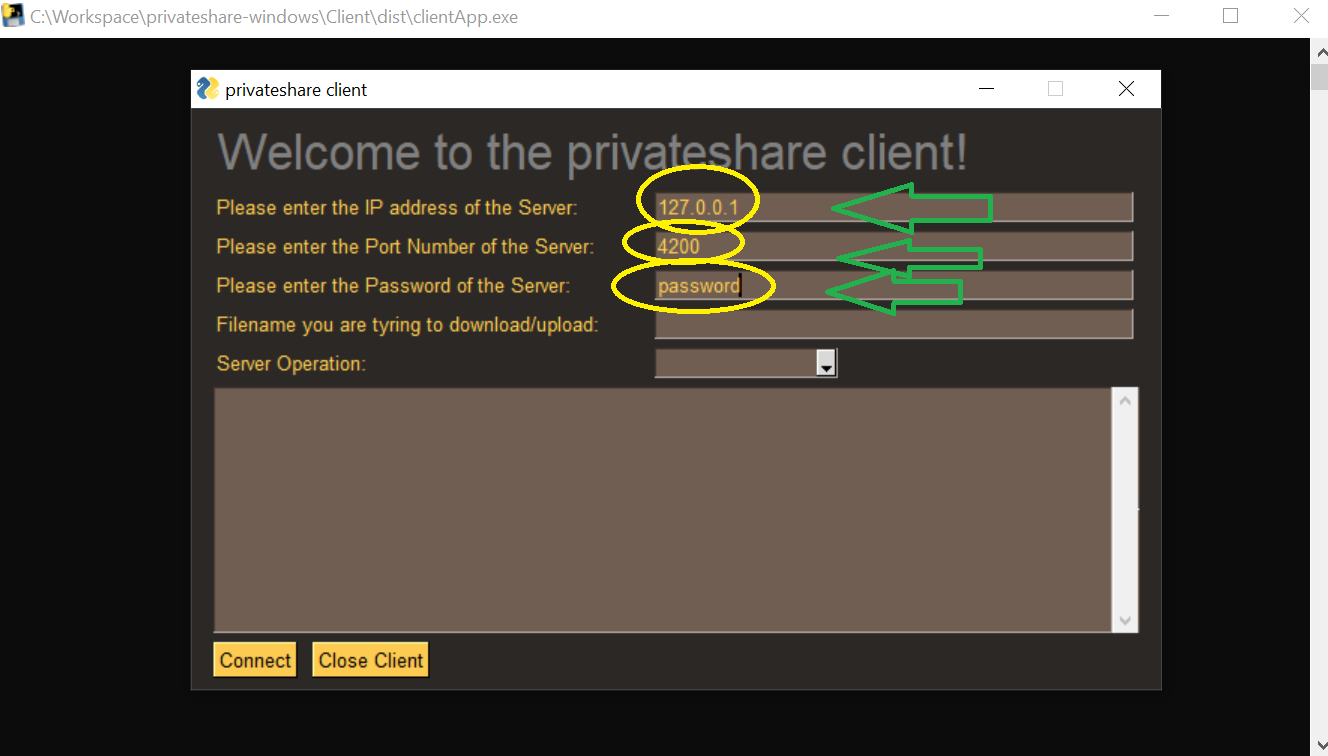 C:\Workspace\privateshare-windows\Client\dist\clientApp.exe
privateshare client
Welcome to the privateshare client!
Please enter the IP address of the Server: 127.0.0.1
Please enter the Port Number of the Server: 4200
Please enter the Password of the Server: password
Filename you are tyring to download/upload:
Server Operation:
Connect Close Client